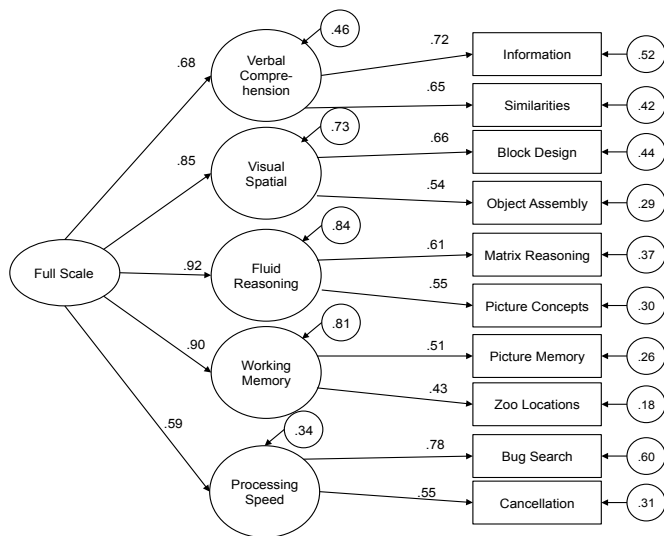 .46
.68
Verbal
Compre-
hension
.72
Information
.52
.65
Similarities
.42
.73
.85
Visual
Spatial
.66
Block Design
.44
.54
Object Assembly
.29
.84
Full Scale
.92
Fluid
Reasoning
.61
Matrix Reasoning
.37
.55
Picture Concepts
.30
.81
.90
Working
Memory
.51
Picture Memory
.26
.43
Zoo Locations
.18
.34
.59
Processing
Speed
.78
Bug Search
.60
.55
Cancellation
.31